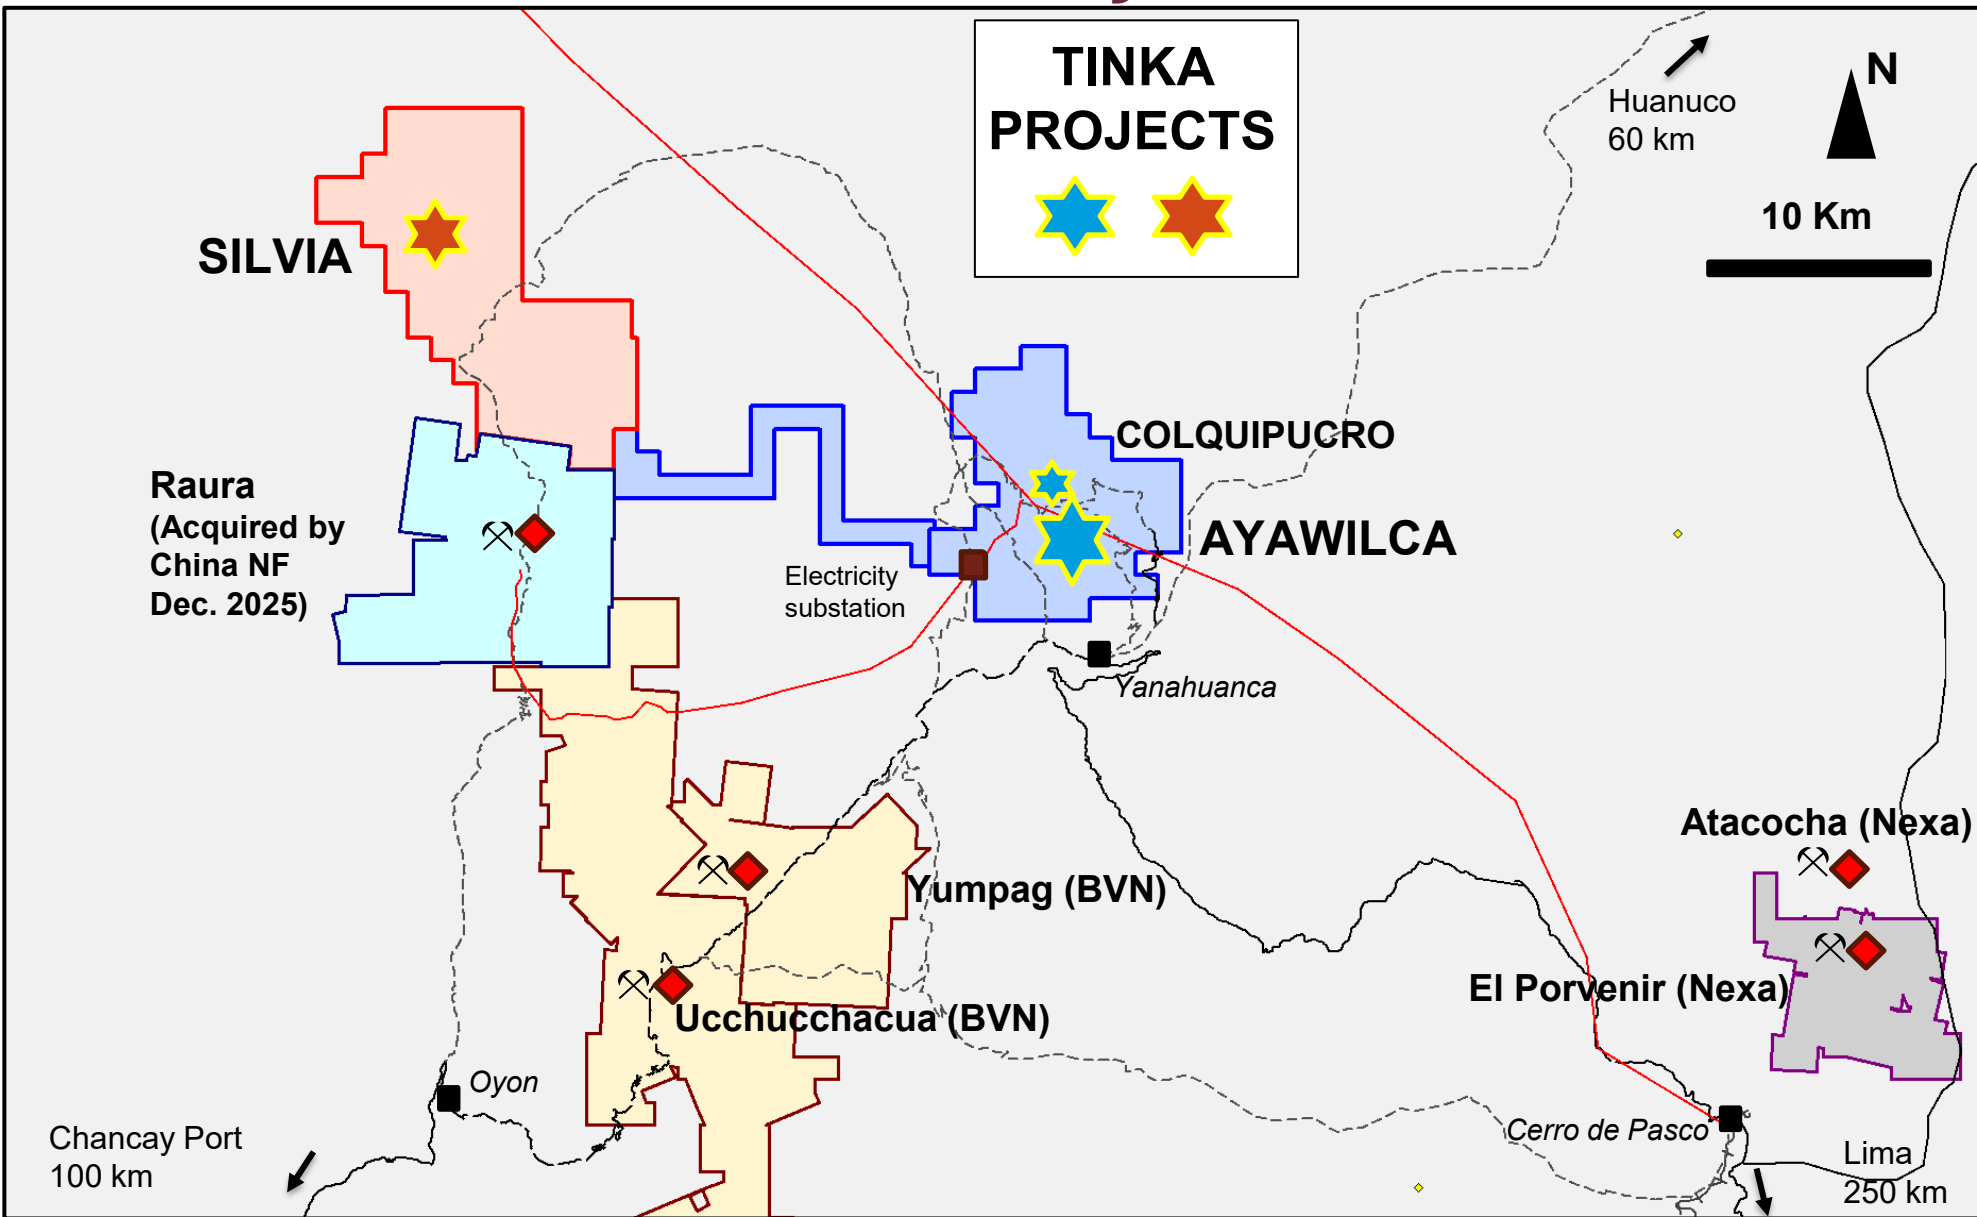 TINKA
PROJECTS
N
Huanuco
60 km
10 Km
SILVIA
COLQUIPUCRO
AYAWILCA
Raura
(Acquired by
China NF
Dec. 2025)
Electricity
substation
Yanahuanca
Atacocha (Nexa)
Yumpag (BVN)
El Porvenir (Nexa)
Ucchucchacua (BVN)
Oyon
Cerro de Pasco
Chancay Port
100 km
Lima
250 km